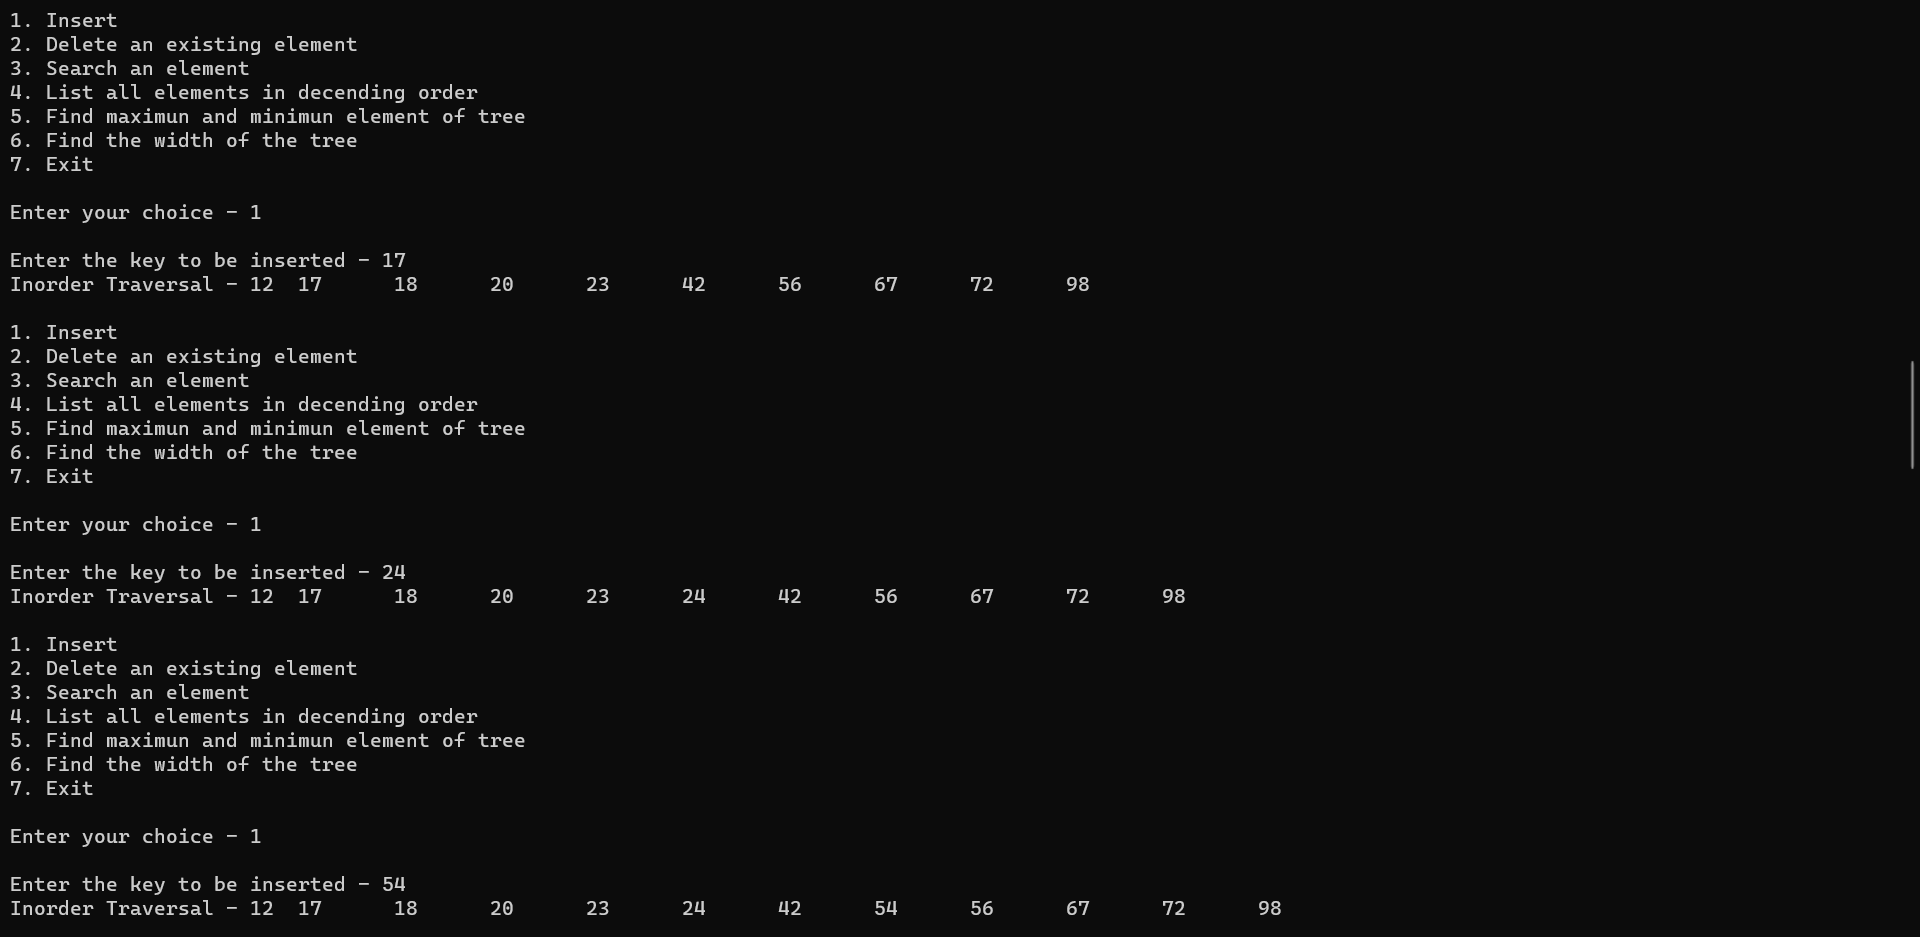 1. Insert
2. Delete an existing element
3. Search an element
4. List all elements in decending order
5. Find maximun and minimun element of tree
6. Find the width of the tree
7. Exit
Enter your choice - 1
Enter the key to be inserted - 17
Inorder Traversal - 12 17 18 20 23 42 56 67 72 98
1. Insert
2. Delete an existing element
3. Search an element
4. List all elements in decending order
5. Find maximun and minimun element of tree
6. Find the width of the tree
7. Exit
Enter your choice - 1
Enter the key to be inserted - 24
Inorder Traversal - 12 17 18 20 23 24 42 56 67 72 98
1. Insert
2. Delete an existing element
3. Search an element
4. List all elements in decending order
5. Find maximun and minimun element of tree
6. Find the width of the tree
7. Exit
Enter your choice - 1
Enter the key to be inserted - 54
Inorder Traversal - 12 17 18 20 23 24 42 54 56 67 72 98